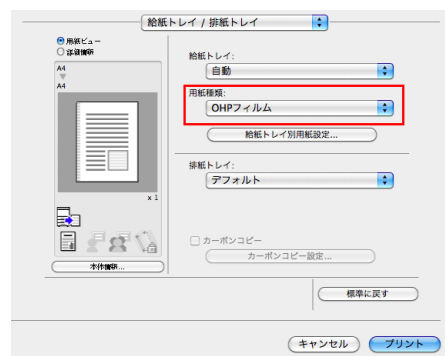 給紙トレイ / 排紙トレイ
用紙ビュー
詳細情報
A4
A4
x 1
本体情報...
給紙トレイ:
自動
用紙種類:
OHPフィルム
給紙トレイ別用紙設定...
排紙トレイ:
デフォルト
カーボンコピー
カーボンコピー設定...
標準に戻す
キャンセル
プリント